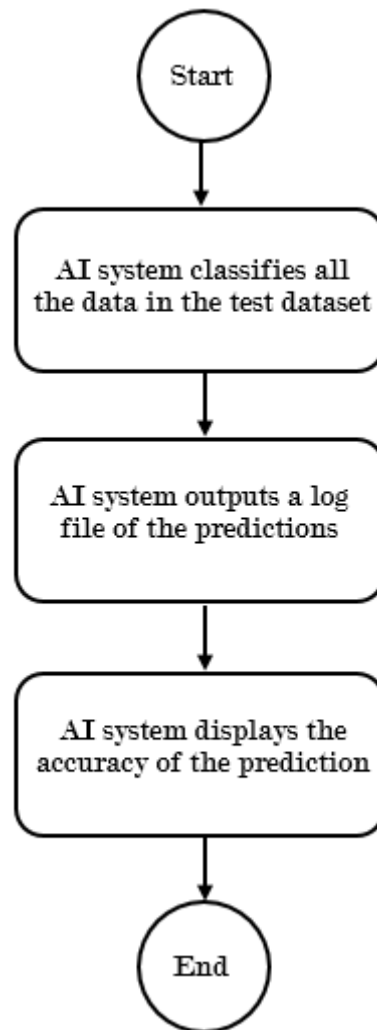 Start
AI system classifies all
the data in the test dataset
AI system outputs a log
file of the predictions
AI system displays the
accuracy of the prediction
End